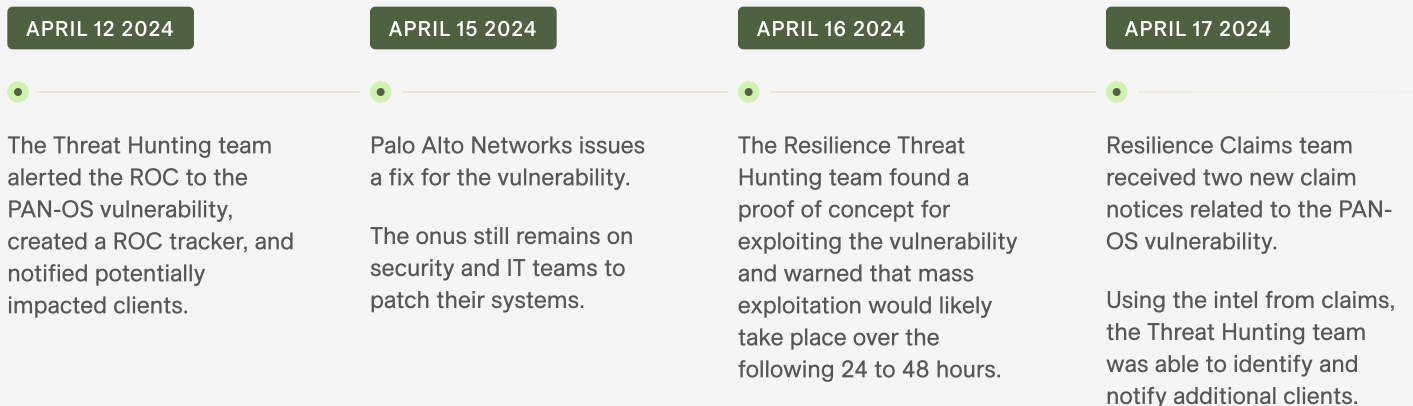 APRIL 12 2024
The Threat Hunting team
alerted the ROC to the
PAN-OS vulnerability,
created a ROC tracker, and
notified potentially
impacted clients.
APRIL 15 2024
Palo Alto Networks issues
a fix for the vulnerability.
The onus still remains on
security and IT teams to
patch their systems.
APRIL 16 2024
The Resilience Threat
Hunting team found a
proof of concept for
exploiting the vulnerability
and warned that mass
exploitation would likely
take place over the
following 24 to 48 hours.
APRIL 17 2024
Resilience Claims team
received two new claim
notices related to the PAN-
OS vulnerability.
Using the intel from claims,
the Threat Hunting team
was able to identify and
notify additional clients.